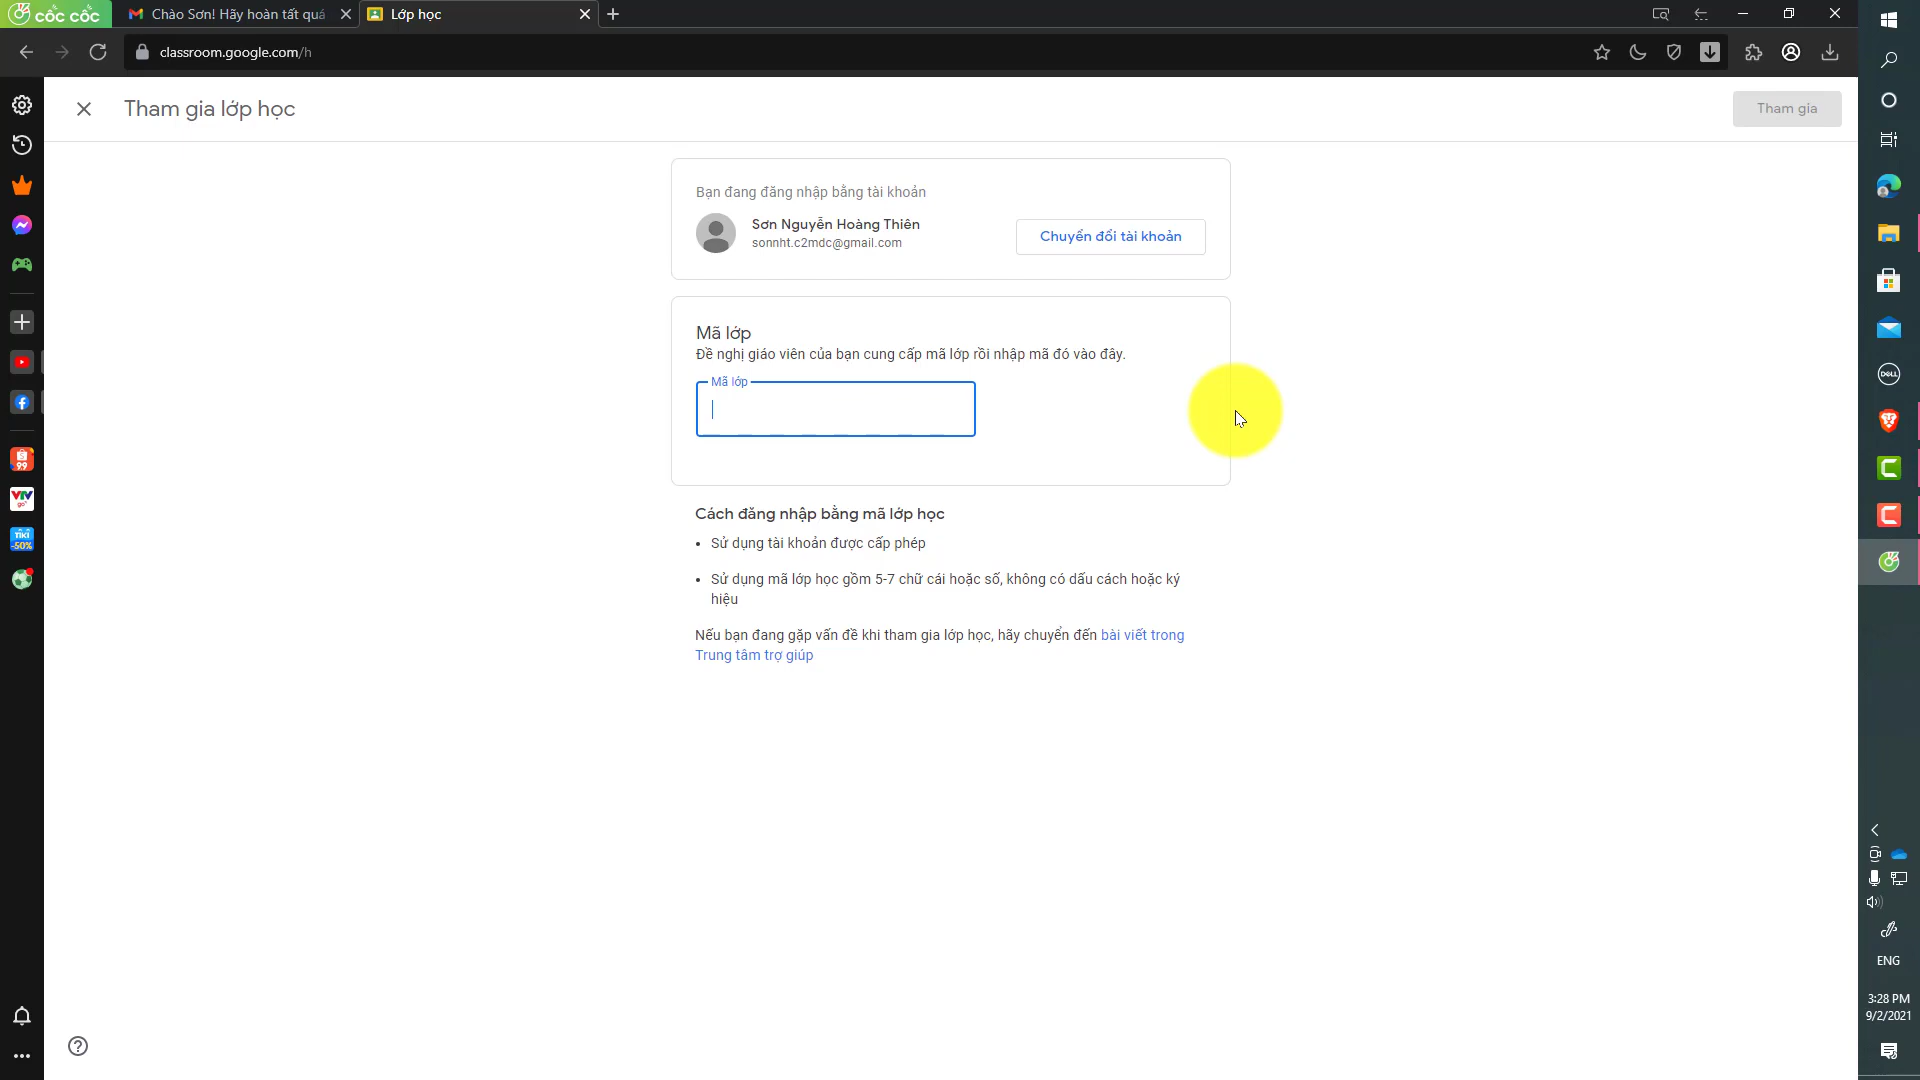 cốc cốc
Chào Sơn! Hãy hoàn tất quá
Lớp học
classroom.google.com/h
Tham gia lớp học
Tham gia
Bạn đang đăng nhập bằng tài khoản
Sơn Nguyễn Hoàng Thiên
sonnht.c2mdc@gmail.com
Chuyển đổi tài khoản
Mã lớp
Đề nghị giáo viên của bạn cung cấp mã lớp rồi nhập mã đó vào đây.
Mã lớp
Cách đăng nhập bằng mã lớp học
• Sử dụng tài khoản được cấp phép
• Sử dụng mã lớp học gồm 5-7 chữ cái hoặc số, không có dấu cách hoặc ký
hiệu
Nếu bạn đang gặp vấn đề khi tham gia lớp học, hãy chuyển đến bài viết trong
Trung tâm trợ giúp
99
VTV
go
TIKI
-50%
DELL
ENG
3:28 PM
9/2/2021